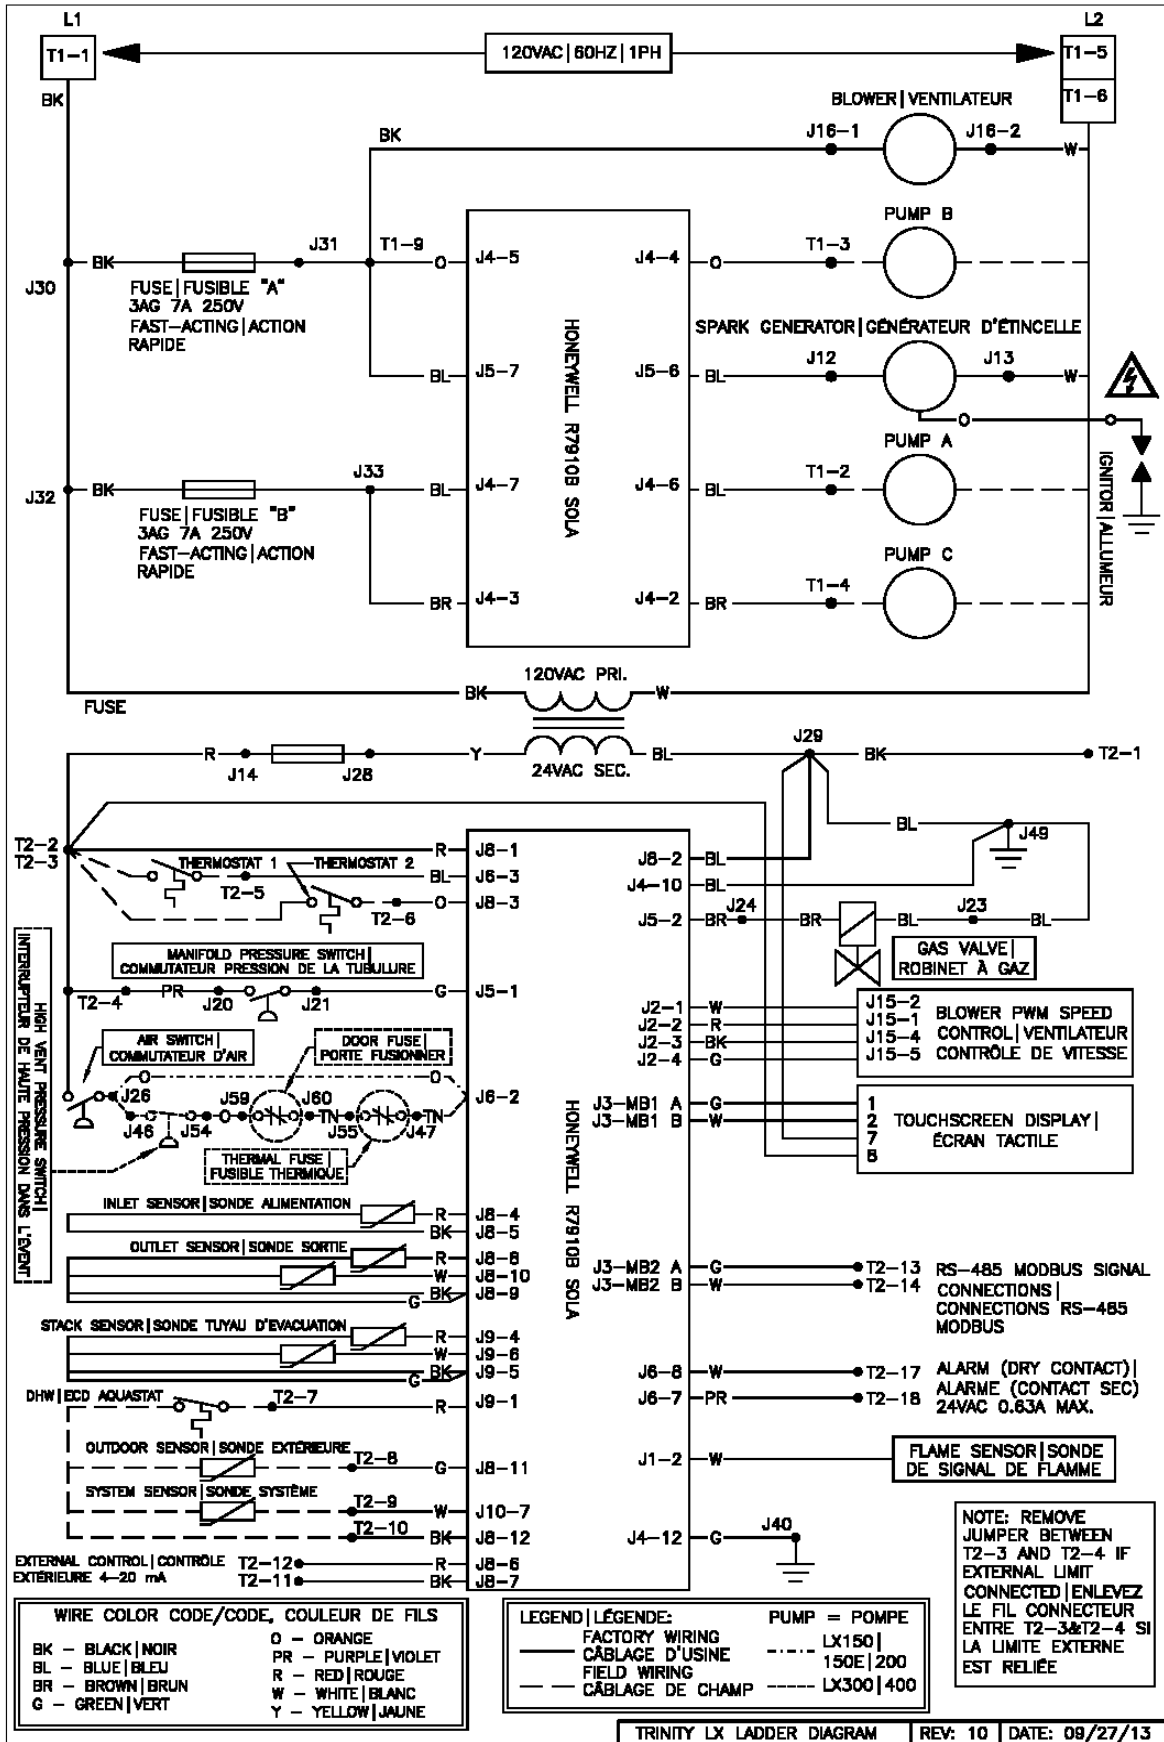 L1
L2
T1-1
120VAC|60HZ|1PH
T1-5
T1-6
BK
BLOWER|VENTILATEUR
BK
J16-1
J16-2
W
PUMP B
J31
T1-9
T1-3
BK
O
J4-5
J4-4
O
J30
FUSE|FUSIBLE "A"
3AG 7A 250V
FAST-ACTING|ACTION
RAPIDE
SPARK GENERATOR|GÉNÉRATEUR D'ÉTINCELLE
J12
J13
BL
J5-7
J5-6
BL
W
O
HONEYWELL R7910B SOLA
PUMP A
IGNITOR|ALLUMEUR
J33
T1-2
J32
BK
BL
J4-7
J4-6
BL
FUSE|FUSIBLE "B"
3AG 7A 250V
FAST-ACTING|ACTION
RAPIDE
PUMP C
T1-4
BR
J4-3
J4-2
BR
120VAC PRI.
BK
W
FUSE
R
J14
J28
Y
24VAC SEC.
BL
J29
BK
T2-1
BL
J49
T2-2
T2-3
R
J8-1
J8-2
BL
THERMOSTAT 1
THERMOSTAT 2
T2-5
BL
J6-3
J4-10
BL
T2-6
O
J8-3
J5-2
BR
J24
BR
BL
J23
BL
GAS VALVE|
ROBINET À GAZ
MANIFOLD PRESSURE SWITCH|
COMMUTATEUR PRESSION DE LA TUBULURE
T2-4
PR
J20
J21
G
J5-1
HIGH VENT PRESSURE SWITCH|
INTERRUPTEUR DE HAUTE PRESSION DANS L'ÉVENT
J2-1
W
J15-2
J2-2
R
J15-1
J2-3
BK
J15-4
J2-4
G
J15-5
BLOWER PWM SPEED
CONTROL|VENTILATEUR
CONTRÔLE DE VITESSE
AIR SWITCH|
COMMUTATEUR D'AIR
DOOR FUSE|
PORTE FUSIONNER
O
O
J26
J59
J60
J6-2
J46
J54
TN
J55
J47
TN
THERMAL FUSE|
FUSIBLE THERMIQUE
HONEYWELL R7910B SOLA
J3-MB1 A
G
1
J3-MB1 B
W
2
7
8
TOUCHSCREEN DISPLAY|
ÉCRAN TACTILE
INLET SENSOR|SONDE ALIMENTATION
R
J8-4
BK
J8-5
OUTLET SENSOR|SONDE SORTIE
R
J8-8
W
J8-10
BK
J8-9
G
J3-MB2 A
G
T2-13
J3-MB2 B
W
T2-14
RS-485 MODBUS SIGNAL
CONNECTIONS|
CONNECTIONS RS-485
MODBUS
STACK SENSOR|SONDE TUYAU D'EVACUATION
R
J9-4
W
J9-6
BK
J9-5
G
J6-8
W
T2-17
J6-7
PR
T2-18
ALARM (DRY CONTACT)|
ALARME (CONTACT SEC)
24VAC 0.63A MAX.
DHW|ECD AQUASTAT
T2-7
R
J9-1
OUTDOOR SENSOR|SONDE EXTÉRIEURE
T2-8
G
J8-11
J1-2
W
FLAME SENSOR|SONDE
DE SIGNAL DE FLAMME
SYSTEM SENSOR|SONDE SYSTÈME
T2-9
W
J10-7
T2-10
BK
J8-12
J4-12
G
J40
EXTERNAL CONTROL|CONTRÔLE
EXTÉRIEURE 4-20 mA
T2-12
R
J8-6
T2-11
BK
J8-7
NOTE: REMOVE
JUMPER BETWEEN
T2-3 AND T2-4 IF
EXTERNAL LIMIT
CONNECTED|ENLEVEZ
LE FIL CONNECTEUR
ENTRE T2-3&T2-4 SI
LA LIMITE EXTERNE
EST RELIÉE
WIRE COLOR CODE/CODE, COULEUR DE FILS
BK - BLACK|NOIR
BL - BLUE|BLEU
BR - BROWN|BRUN
G - GREEN|VERT
O - ORANGE
PR - PURPLE|VIOLET
R - RED|ROUGE
W - WHITE|BLANC
Y - YELLOW|JAUNE
LEGEND|LÉGENDE:
PUMP = POMPE
FACTORY WIRING
CÂBLAGE D'USINE
FIELD WIRING
CÂBLAGE DE CHAMP
LX150|
150E|200
LX300|400
TRINITY LX LADDER DIAGRAM
REV: 10
DATE: 09/27/13